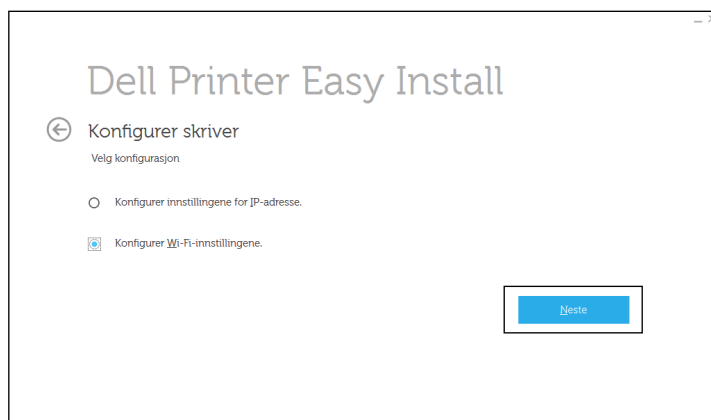 Dell Printer Easy Install
Konfigurer skriver
Velg konfigurasjon
Konfigurer innstillingene for IP-adresse.
Konfigurer Wi-Fi-innstillingene.
Neste